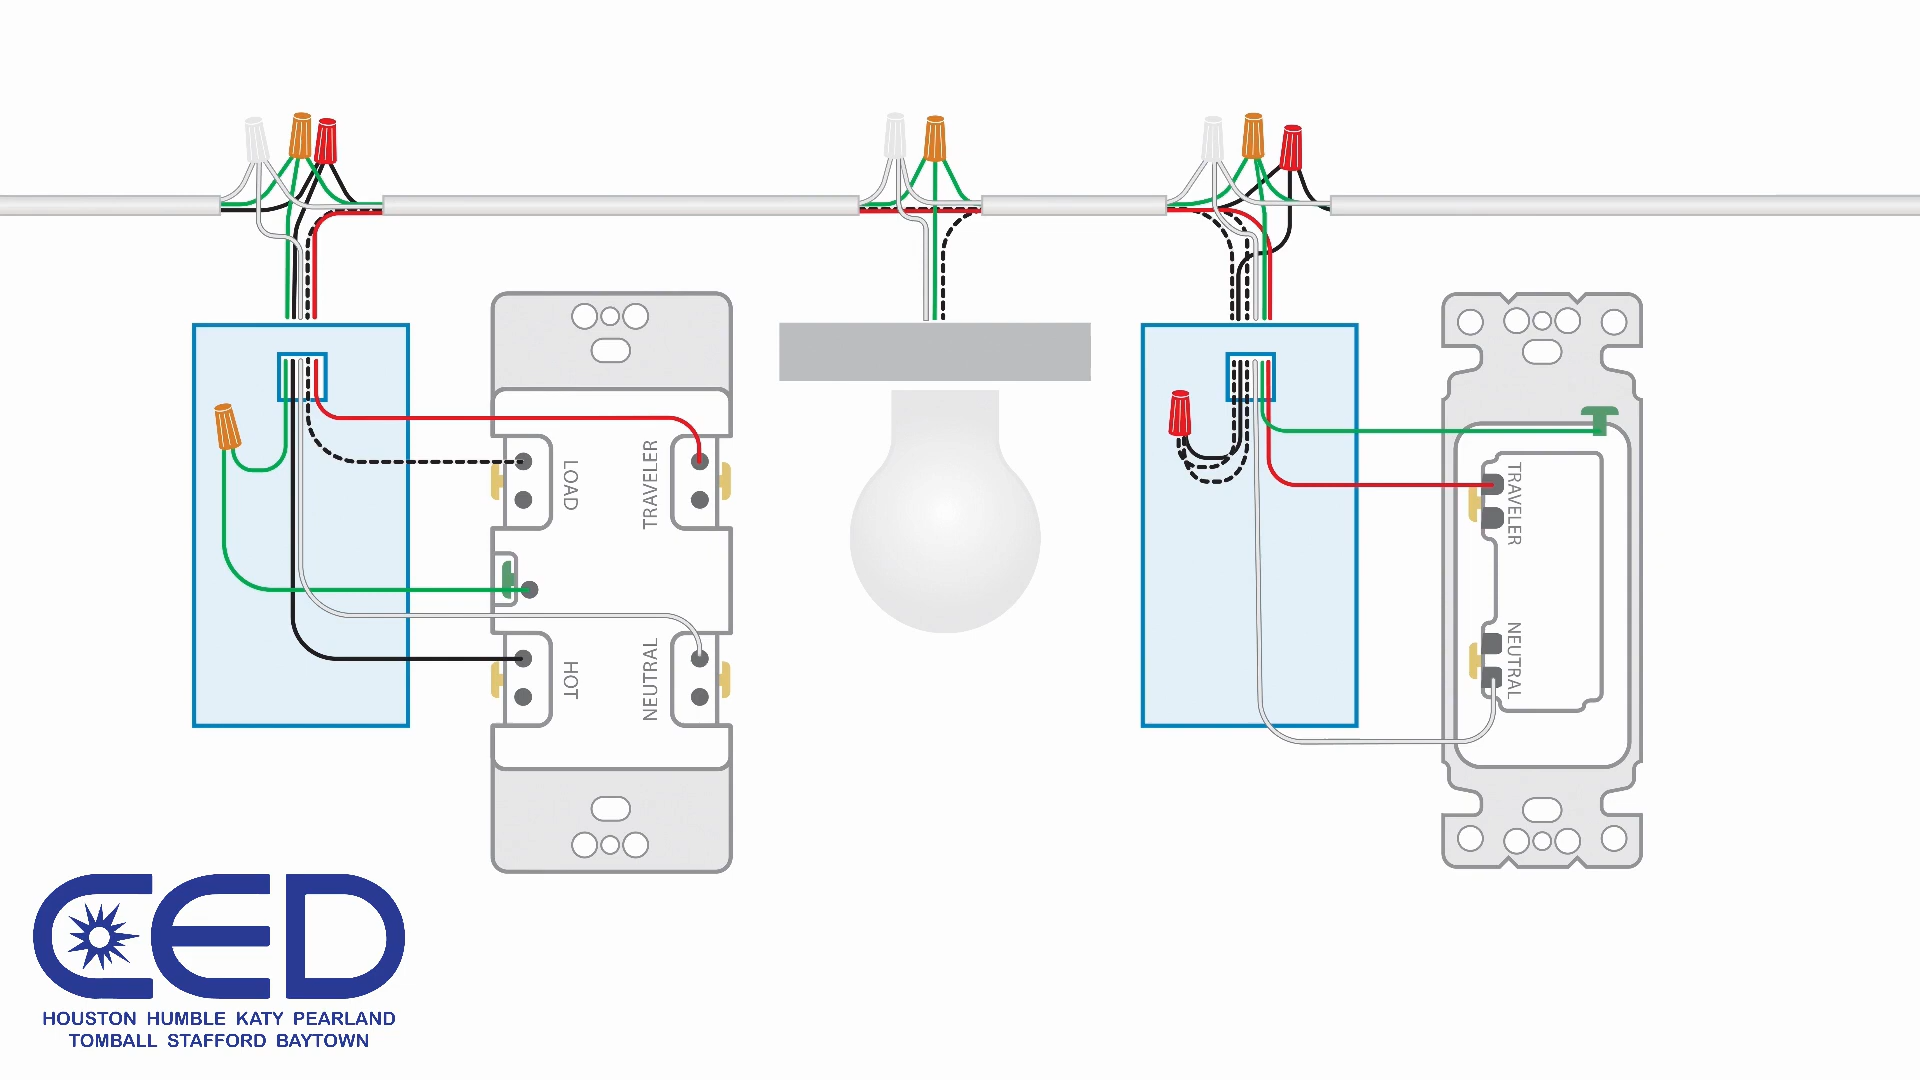 LOAD
TRAVELER
HOT
NEUTRAL
TRAVELER
NEUTRAL
CED
HOUSTON HUMBLE KATY PEARLAND
TOMBALL STAFFORD BAYTOWN